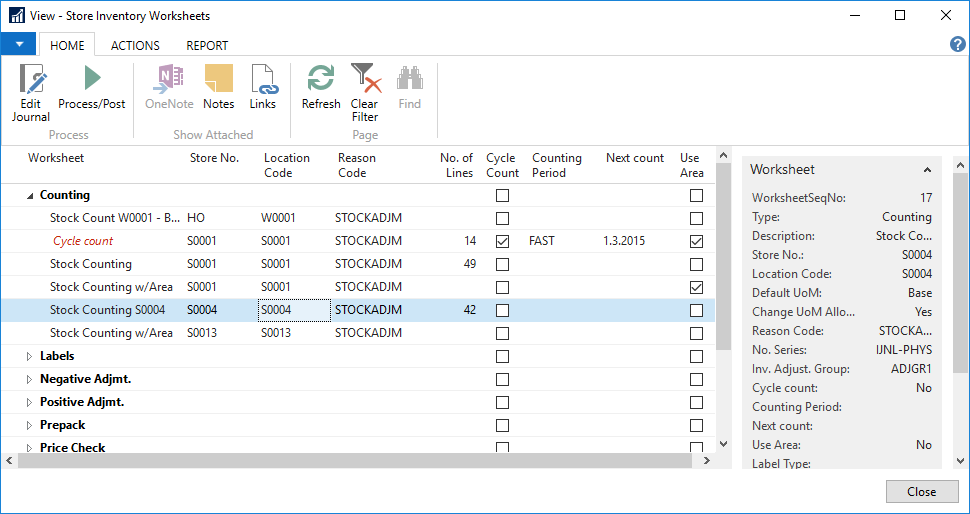 View - Store Inventory Worksheets
HOME ACTIONS REPORT
Edit Journal
Process/Post
Process
OneNote
Notes
Links
Show Attached
Refresh
Clear Filter
Find
Page
Worksheet Store No. Location Code Reason Code No. of Lines Cycle Count Counting Period Next count Use Area
Counting
Stock Count W0001 - B... HO W0001 STOCKADJM
Cycle count S0001 S0001 STOCKADJM 14 FAST 1.3.2015
Stock Counting S0001 S0001 STOCKADJM 49
Stock Counting w/Area S0001 S0001 STOCKADJM
Stock Counting S0004 S0004 S0004 STOCKADJM 42
Stock Counting w/Area S0013 S0013 STOCKADJM
Labels
Negative Adjmt.
Positive Adjmt.
Prepack
Price Check
Worksheet
WorksheetSeqNo: 17
Type: Counting
Description: Stock Co...
Store No.: S0004
Location Code: S0004
Default UoM: Base
Change UoM Allo... Yes
Reason Code: STOCKA...
No. Series: IJNL-PHYS
Inv. Adjust. Group: ADJGR1
Cycle count: No
Counting Period:
Next count:
Use Area: No
Label Type:
Close